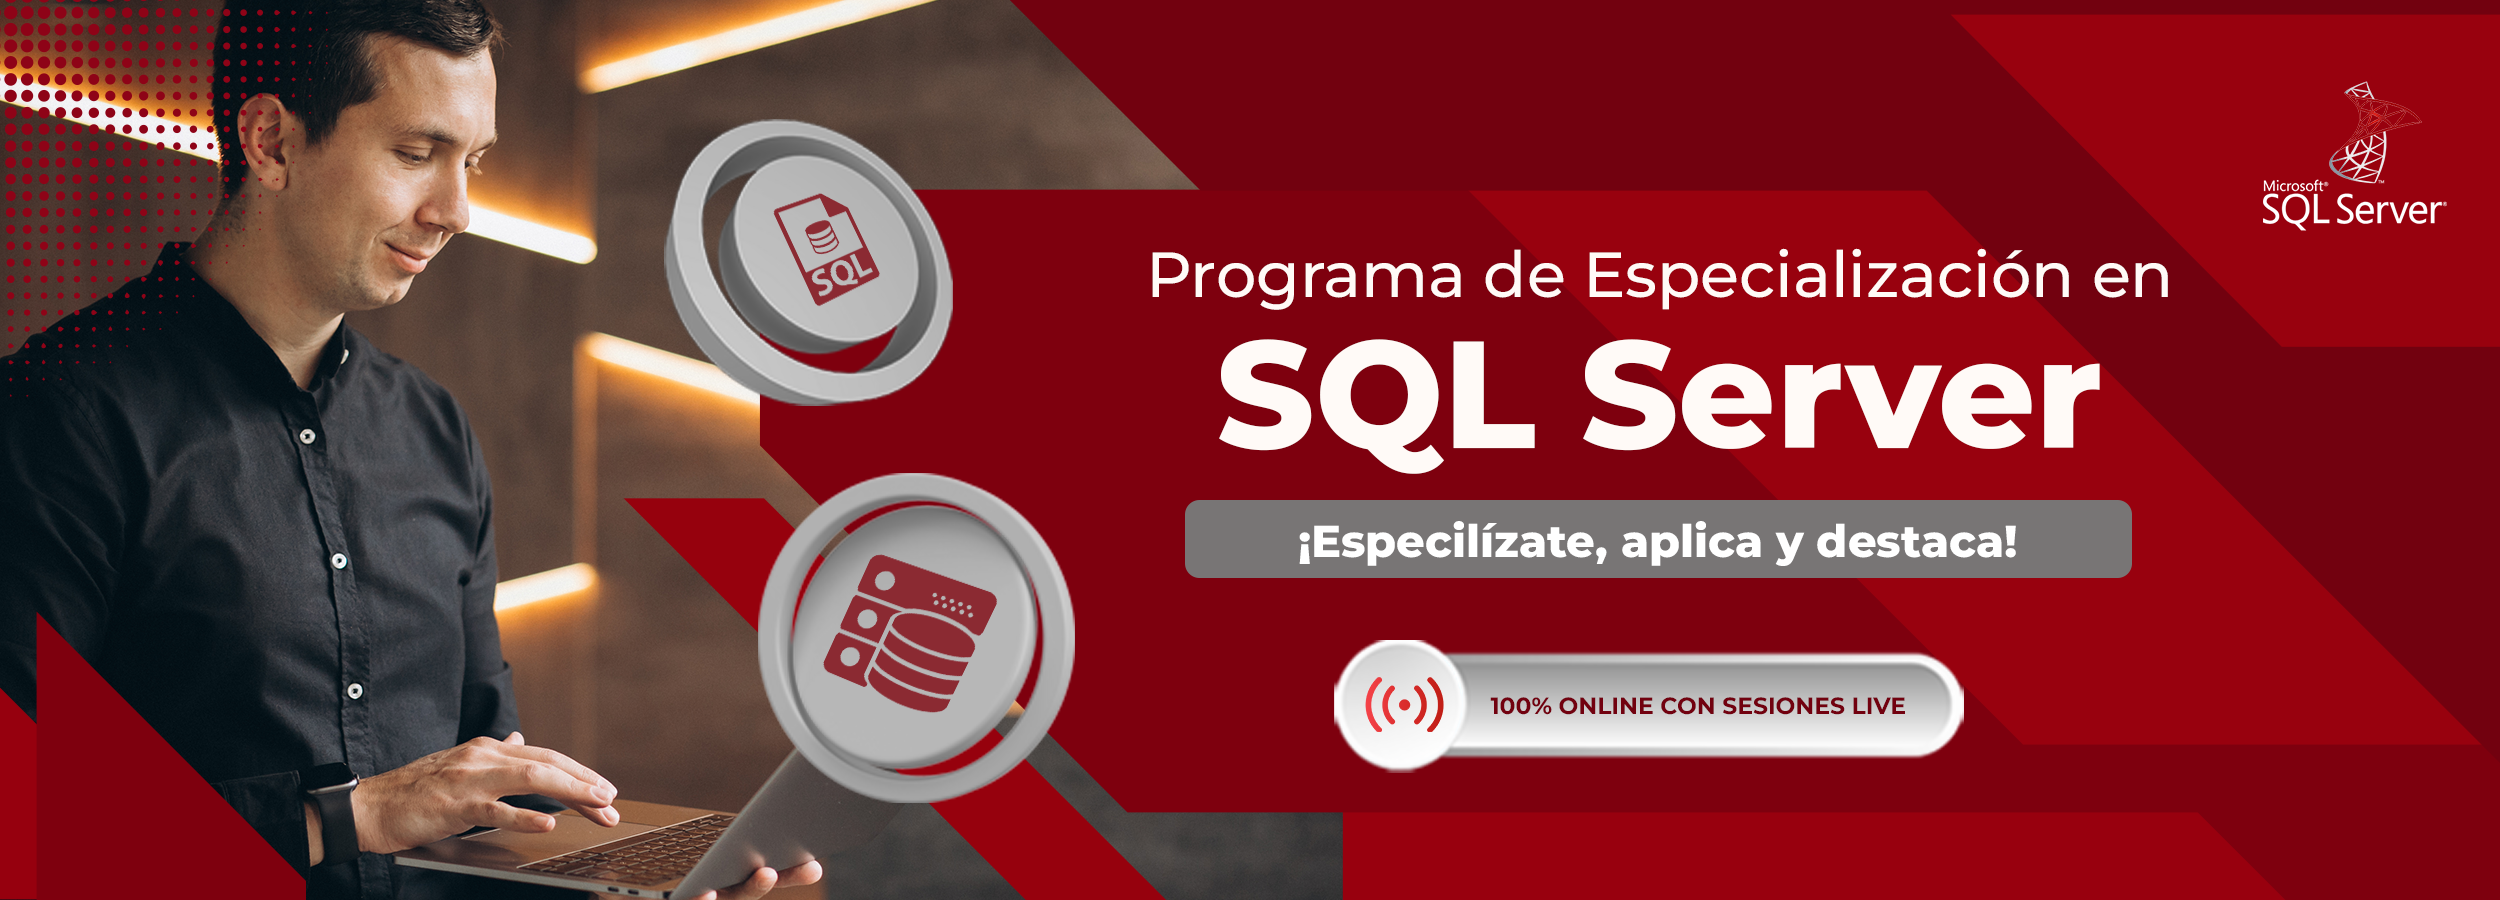 Microsoft®
SQL Server®
SQL
Programa de Especialización en
SQL Server
¡Especilízate, aplica y destaca!
100% ONLINE CON SESIONES LIVE